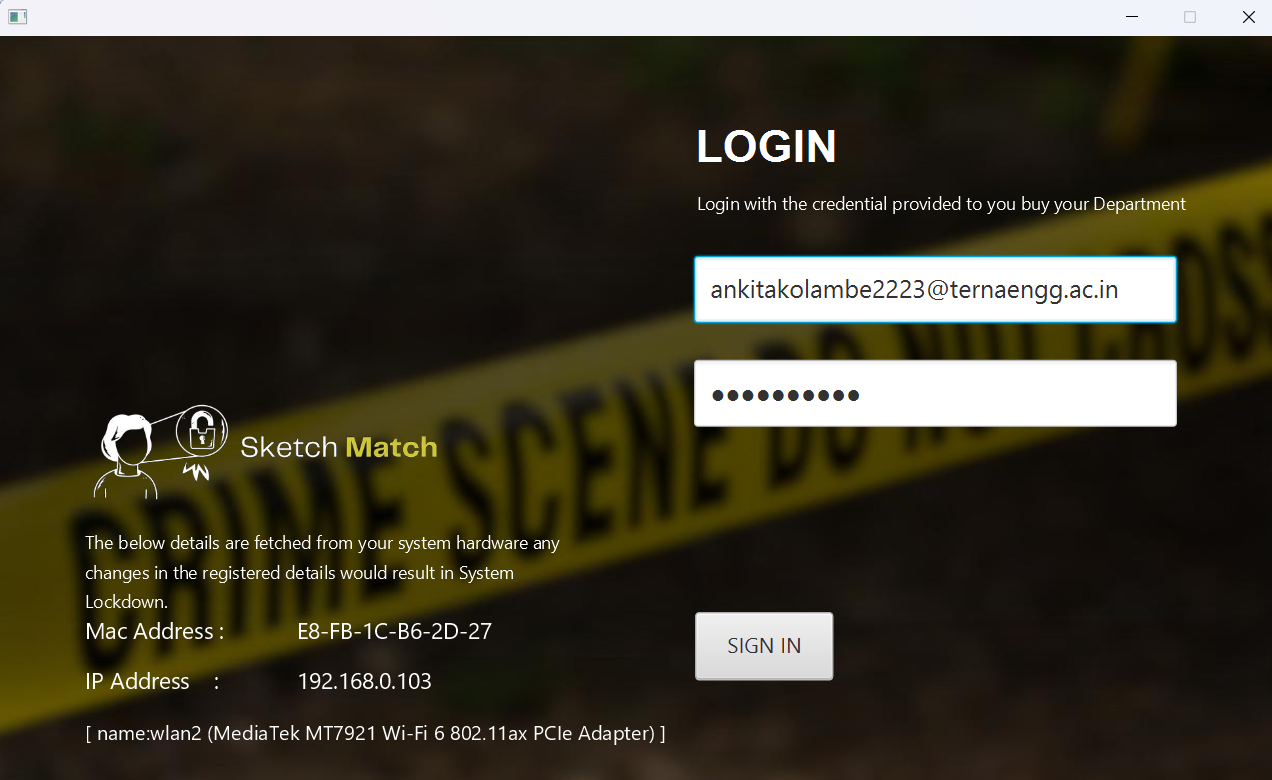 LOGIN
Login with the credential provided to you buy your Department
ankitakolambe2223@ternaengg.ac.in
●●●●●●●●●●
SIGN IN
Sketch Match
The below details are fetched from your system hardware any
changes in the registered details would result in System
Lockdown.
Mac Address : E8-FB-1C-B6-2D-27
IP Address : 192.168.0.103
[ name:wlan2 (MediaTek MT7921 Wi-Fi 6 802.11ax PCIe Adapter) ]
CRIME SCENE DO NOT CROSS